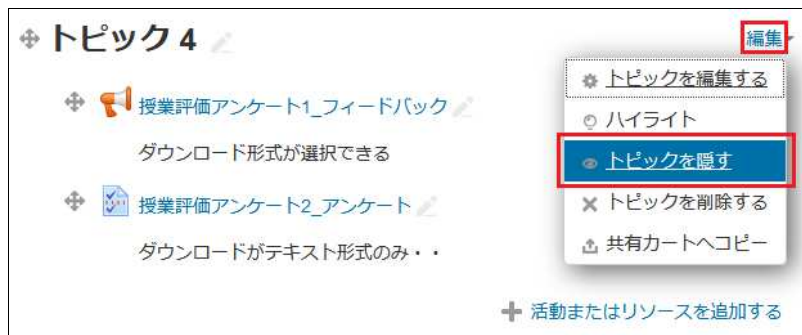 トピック 4
編集
トピックを編集する
授業評価アンケート1_フィードバック
ハイライト
ダウンロード形式が選択できる
トピックを隠す
授業評価アンケート2_アンケート
トピックを削除する
ダウンロードがテキスト形式のみ・・
共有カートへコピー
活動またはリソースを追加する